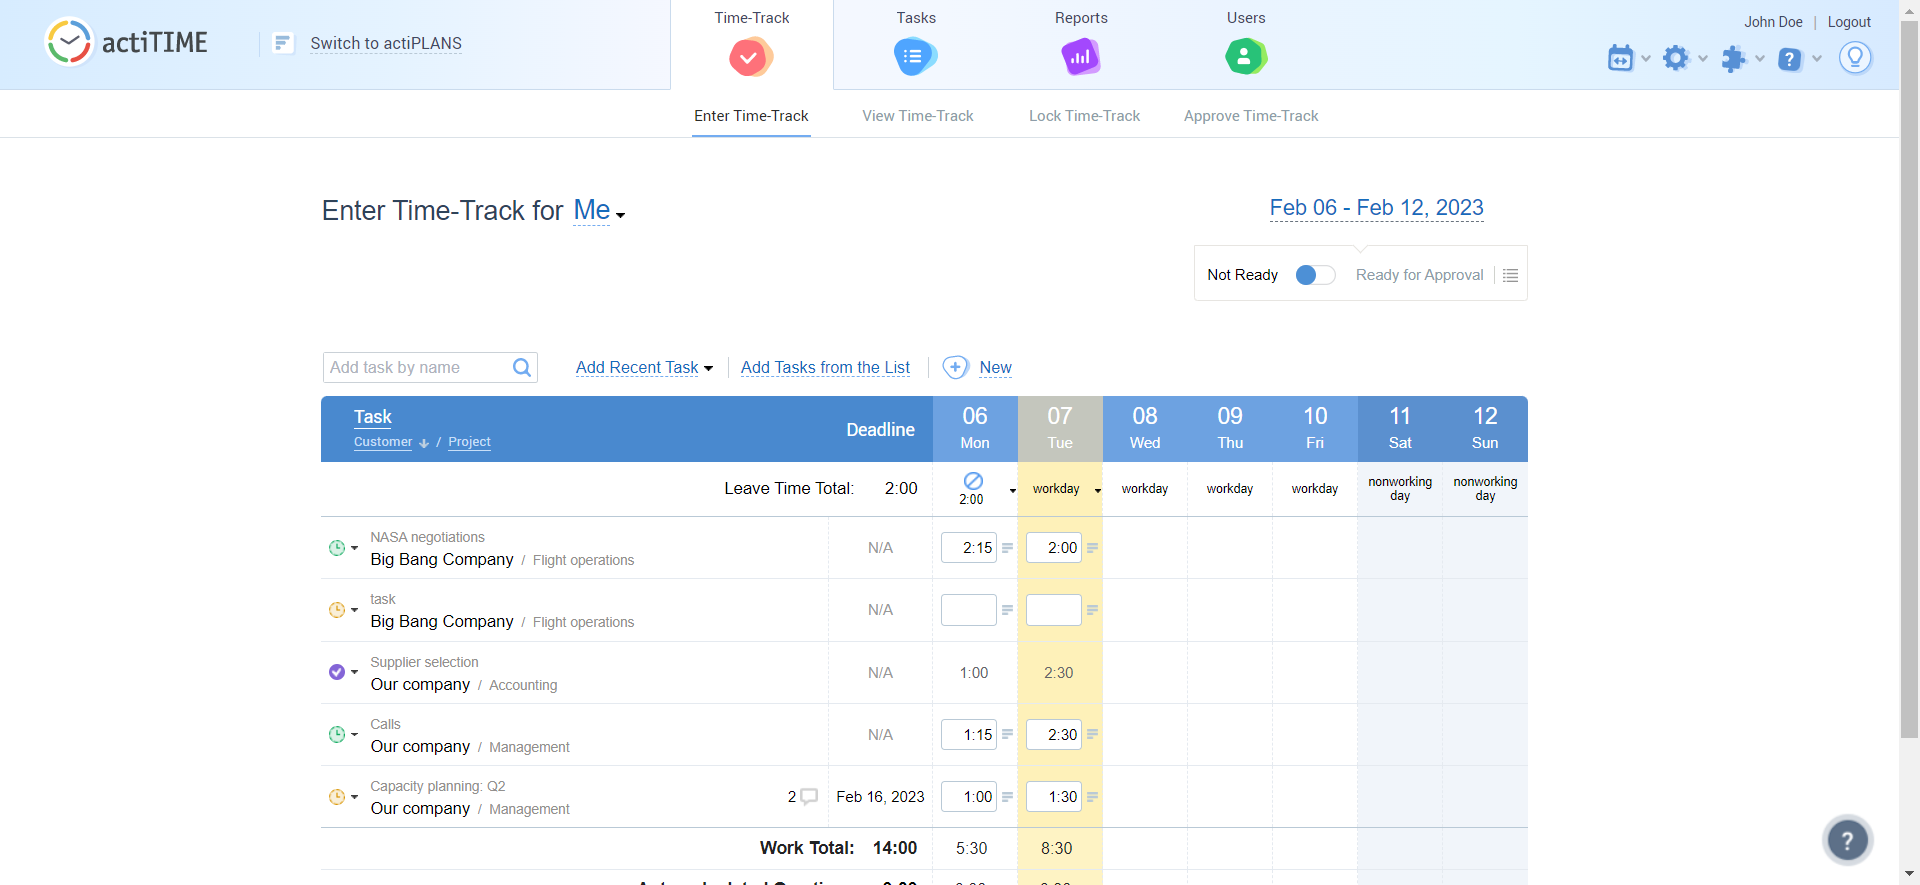 actiTIME
Switch to actiPLANS
Time-Track
Tasks
Reports
Users
John Doe | Logout
Enter Time-Track
View Time-Track
Lock Time-Track
Approve Time-Track
Enter Time-Track for Me
Feb 06 - Feb 12, 2023
Not Ready
Ready for Approval
Add task by name
Add Recent Task
Add Tasks from the List
New
Task
Customer / Project
Deadline
06 Mon
07 Tue
08 Wed
09 Thu
10 Fri
11 Sat
12 Sun
Leave Time Total: 2:00
2:00
workday
workday
workday
workday
nonworking day
nonworking day
NASA negotiations
Big Bang Company / Flight operations
N/A
2:15
2:00
task
Big Bang Company / Flight operations
N/A
Supplier selection
Our company / Accounting
N/A
1:00
2:30
Calls
Our company / Management
N/A
1:15
2:30
Capacity planning: Q2
Our company / Management
2
Feb 16, 2023
1:00
1:30
Work Total: 14:00
5:30
8:30
?